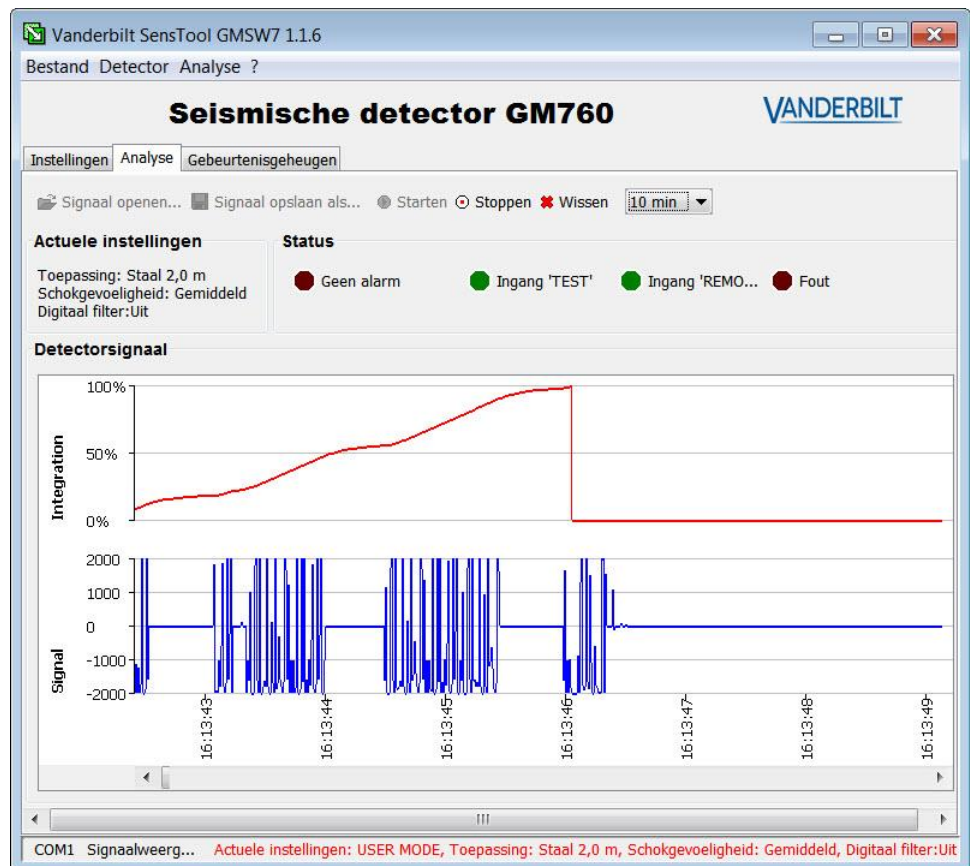 Vanderbilt SensTool GMSW7 1.1.6
Bestand Detector Analyse ?
Seismische detector GM760
VANDERBILT
Instellingen Analyse Gebeurtenisgeheugen
Signaal openen... Signaal opslaan als... Starten Stoppen Wissen 10 min
Actuele instellingen
Toepassing: Staal 2,0 m
Schokgevoeligheid: Gemiddeld
Digitaal filter:Uit
Status
Geen alarm Ingang 'TEST' Ingang 'REMO... Fout
Detectorsignaal
Integration
100%
50%
0%
Signal
2000
1000
0
-1000
-2000
16:13:43
16:13:44
16:13:45
16:13:46
16:13:47
16:13:48
16:13:49
COM1 Signaalweerg... Actuele instellingen: USER MODE, Toepassing: Staal 2,0 m, Schokgevoeligheid: Gemiddeld, Digitaal filter:Uit